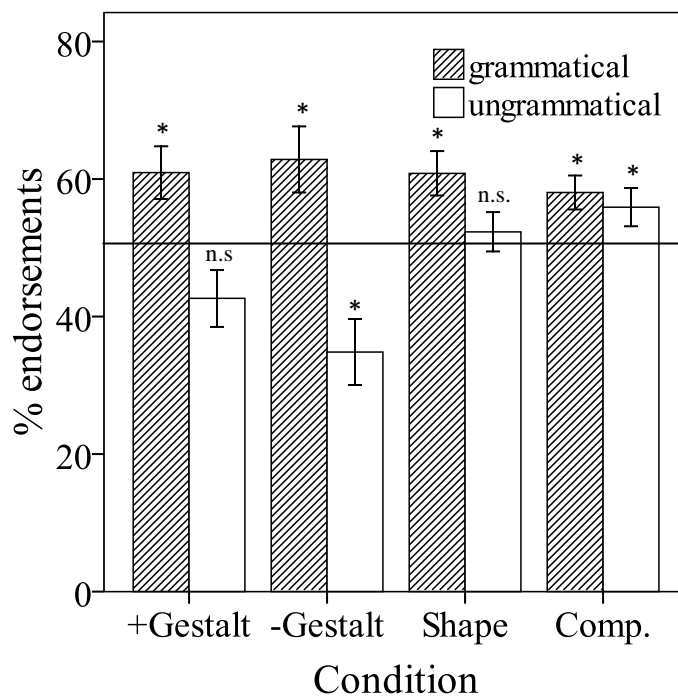 80
60
40
20
0
% endorsements
grammatical
ungrammatical
*
n.s
*
*
*
n.s.
*
*
+Gestalt -Gestalt Shape Comp.
Condition